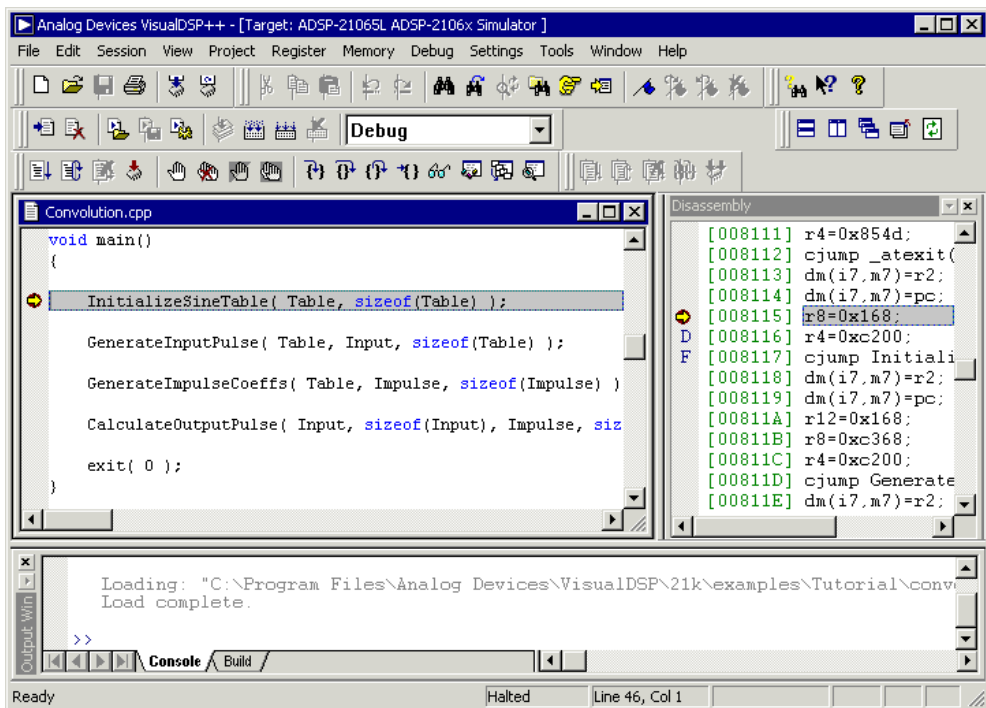 Analog Devices VisualDSP++ - [Target: ADSP-21065L ADSP-2106x Simulator ]
File Edit Session View Project Register Memory Debug Settings Tools Window Help
Debug
Convolution.cpp
void main()
{
InitializeSineTable( Table, sizeof(Table) );
GenerateInputPulse( Table, Input, sizeof(Table) );
GenerateImpulseCoeffs( Table, Impulse, sizeof(Impulse) )
CalculateOutputPulse( Input, sizeof(Input), Impulse, siz
exit( 0 );
}
Disassembly
[008111] r4=0x854d;
[008112] cjump _atexit(
[008113] dm(i7,m7)=r2;
[008114] dm(i7,m7)=pc;
[008115] r8=0x168;
D [008116] r4=0xc200;
F [008117] cjump Initiali
[008118] dm(i7,m7)=r2;
[008119] dm(i7,m7)=pc;
[00811A] r12=0x168;
[00811B] r8=0xc368;
[00811C] r4=0xc200;
[00811D] cjump Generate
[00811E] dm(i7,m7)=r2;
Output Win
Loading: "C:\Program Files\Analog Devices\VisualDSP\21k\examples\Tutorial\conv
Load complete.
>>
Console Build
Ready Halted Line 46, Col 1